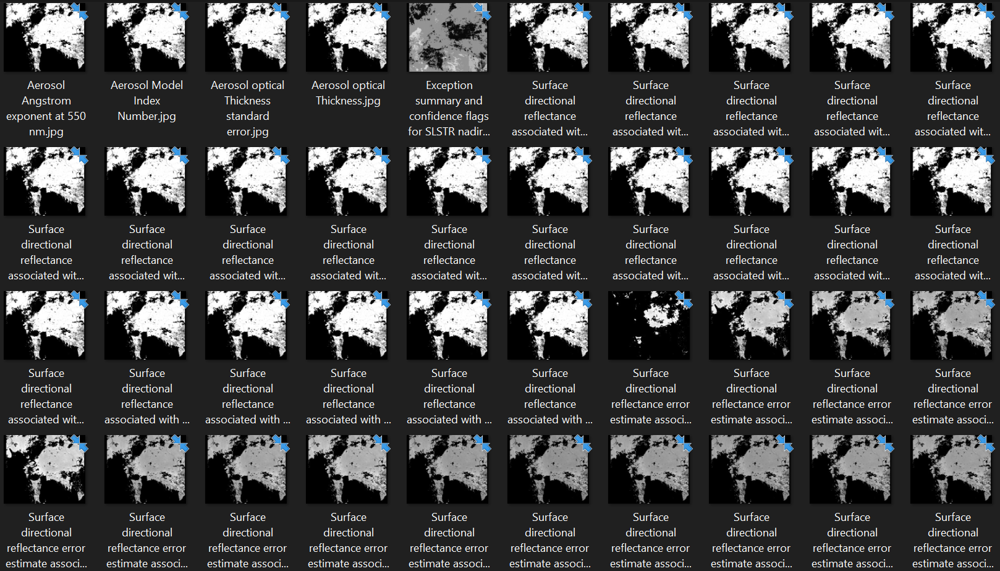 Aerosol
Angstrom
exponent at 550
nm.jpg
Aerosol Model
Index
Number.jpg
Aerosol optical
Thickness
standard
error.jpg
Aerosol optical
Thickness.jpg
Exception
summary and
confidence flags
for SLSTR nadir...
Surface
directional
reflectance
associated wit...
Surface
directional
reflectance
associated wit...
Surface
directional
reflectance
associated wit...
Surface
directional
reflectance
associated wit...
Surface
directional
reflectance
associated wit...
Surface
directional
reflectance
associated wit...
Surface
directional
reflectance
associated wit...
Surface
directional
reflectance
associated wit...
Surface
directional
reflectance
associated wit...
Surface
directional
reflectance
associated wit...
Surface
directional
reflectance
associated wit...
Surface
directional
reflectance
associated wit...
Surface
directional
reflectance
associated wit...
Surface
directional
reflectance
associated wit...
Surface
directional
reflectance
associated wit...
Surface
directional
reflectance
associated wit...
Surface
directional
reflectance
associated with ...
Surface
directional
reflectance
associated with ...
Surface
directional
reflectance
associated with ...
Surface
directional
reflectance
associated with ...
Surface
directional
reflectance
associated with ...
Surface
directional
reflectance error
estimate associ...
Surface
directional
reflectance error
estimate associ...
Surface
directional
reflectance error
estimate associ...
Surface
directional
reflectance error
estimate associ...
Surface
directional
reflectance error
estimate associ...
Surface
directional
reflectance error
estimate associ...
Surface
directional
reflectance error
estimate associ...
Surface
directional
reflectance error
estimate associ...
Surface
directional
reflectance error
estimate associ...
Surface
directional
reflectance error
estimate associ...
Surface
directional
reflectance error
estimate associ...
Surface
directional
reflectance error
estimate associ...
Surface
directional
reflectance error
estimate associ...
Surface
directional
reflectance error
estimate associ...